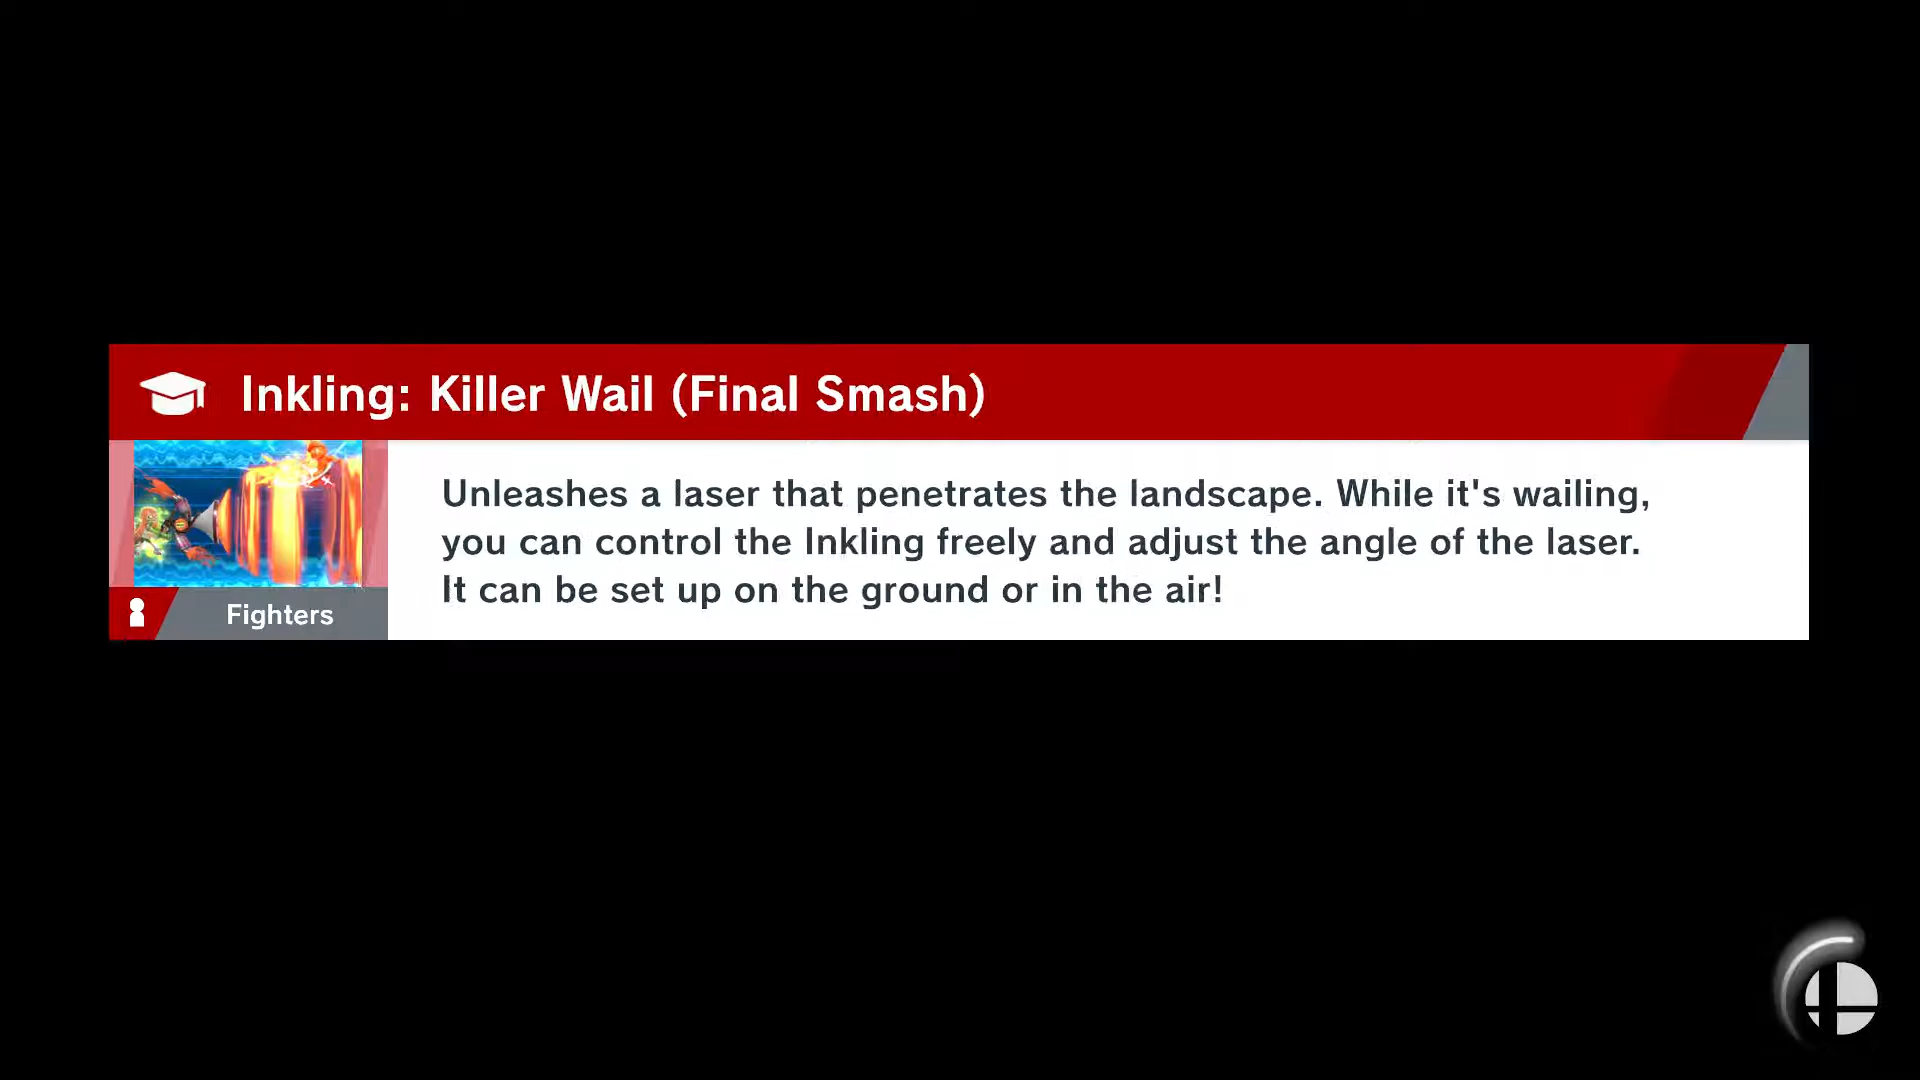 Inkling: Killer Wail (Final Smash)
Unleashes a laser that penetrates the landscape. While it's wailing,
you can control the Inkling freely and adjust the angle of the laser.
It can be set up on the ground or in the air!
Fighters